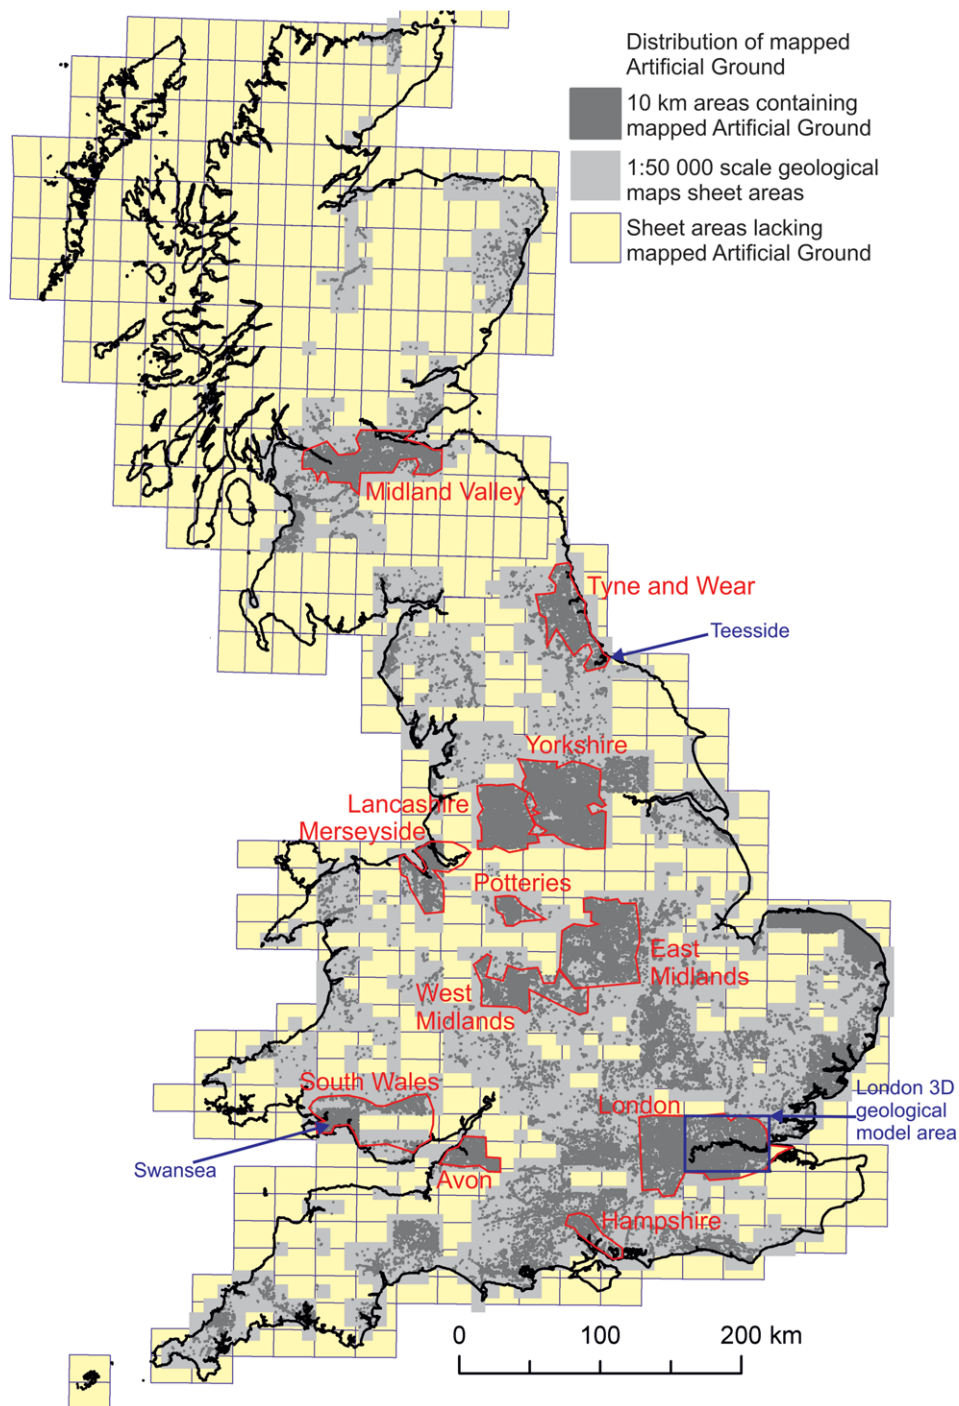 Distribution of mapped
Artificial Ground
10 km areas containing
mapped Artificial Ground
1:50 000 scale geological
maps sheet areas
Sheet areas lacking
mapped Artificial Ground
Midland Valley
Tyne and Wear
Teesside
Yorkshire
Lancashire
Merseyside
Potteries
East
Midlands
West
Midlands
South Wales
London
London 3D
geological
model area
Swansea
Avon
Hampshire
0 100 200 km